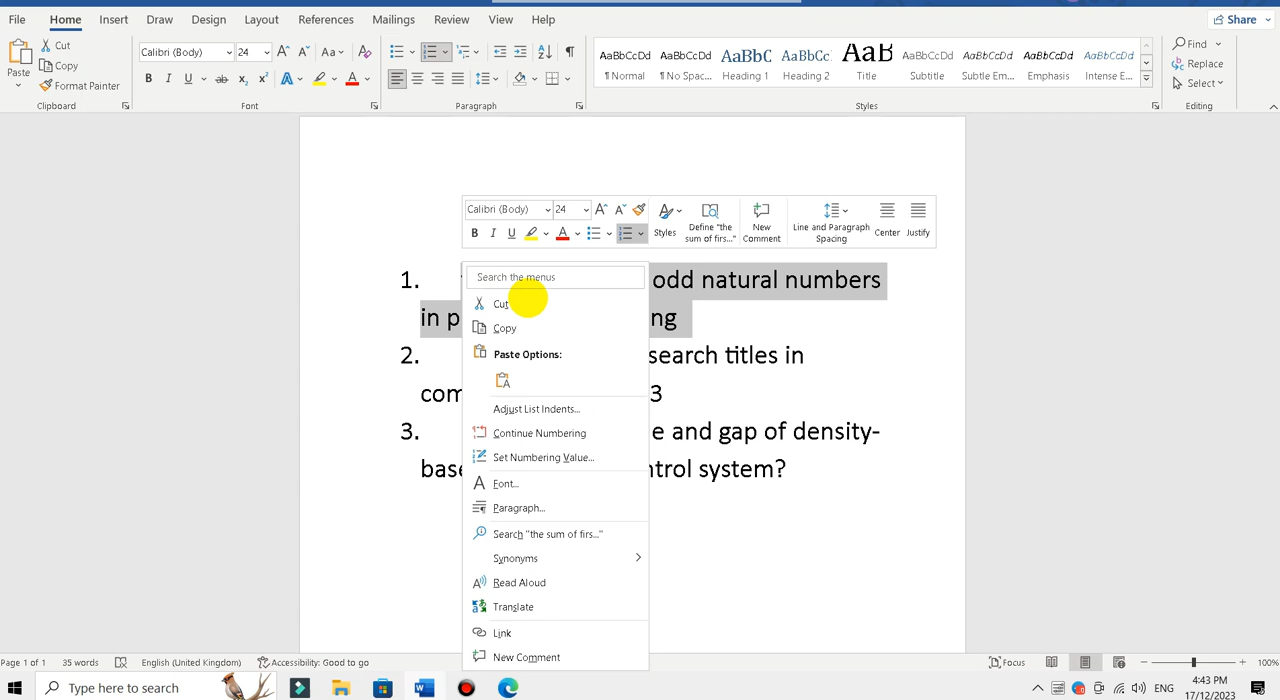 File Home Insert Draw Design Layout References Mailings Review View Help Share
Paste Cut Copy Format Painter Clipboard
Calibri (Body) 24 Aa
B I U ab x₂ x² A A
Font
Paragraph
AaBbCcDd AaBbCcDd AaBbC AaBbCc AaB AaBbCcDd AaBbCcDd AaBbCcDd AaBbCcDd
¶ Normal ¶ No Spac... Heading 1 Heading 2 Title Subtitle Subtle Em... Emphasis Intense E...
Styles
Find
Replace
Select
Editing
Calibri (Body) 24
B I U A
Styles
Define "the sum of firs..."
New Comment
Line and Paragraph Spacing
Center
Justify
1. odd natural numbers
in p ng
2. search titles in
com 3
3. e and gap of density-
base ntrol system?
Search the menus
Cut
Copy
Paste Options:
Adjust List Indents...
Continue Numbering
Set Numbering Value...
Font...
Paragraph...
Search "the sum of firs..."
Synonyms
Read Aloud
Translate
Link
New Comment
Page 1 of 1 35 words English (United Kingdom) Accessibility: Good to go Focus 100%
Type here to search
ENG
4:43 PM
17/12/2023